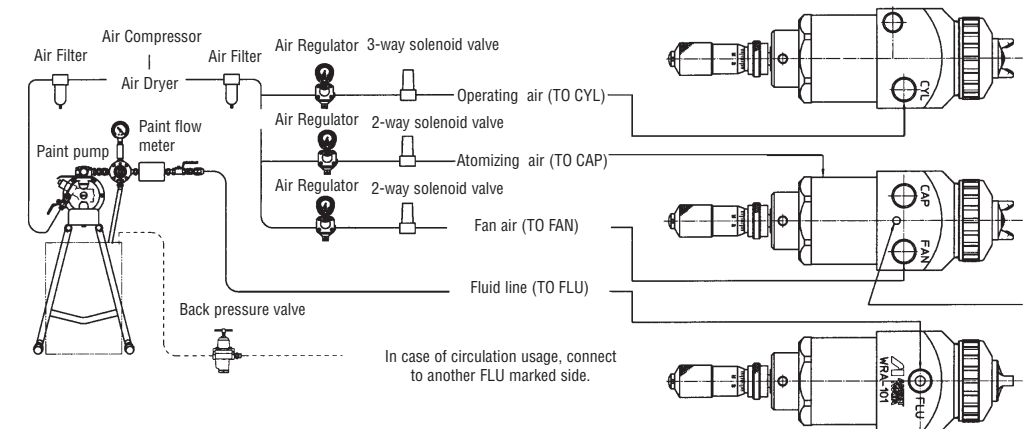 Air Compressor
Air Filter
Air Dryer
Air Filter
Air Regulator 3-way solenoid valve
Operating air (TO CYL)
Air Regulator 2-way solenoid valve
Atomizing air (TO CAP)
Air Regulator 2-way solenoid valve
Fan air (TO FAN)
Paint flow
meter
Paint pump
Fluid line (TO FLU)
Back pressure valve
In case of circulation usage, connect
to another FLU marked side.
CYL
CAP
FAN
WRA-101
FLU